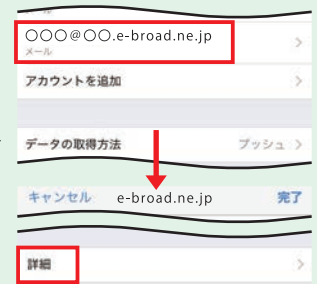 〇〇〇@〇〇.e-broad.ne.jp
メール
アカウントを追加
データの取得方法 プッシュ
キャンセル e-broad.ne.jp 完了
詳細